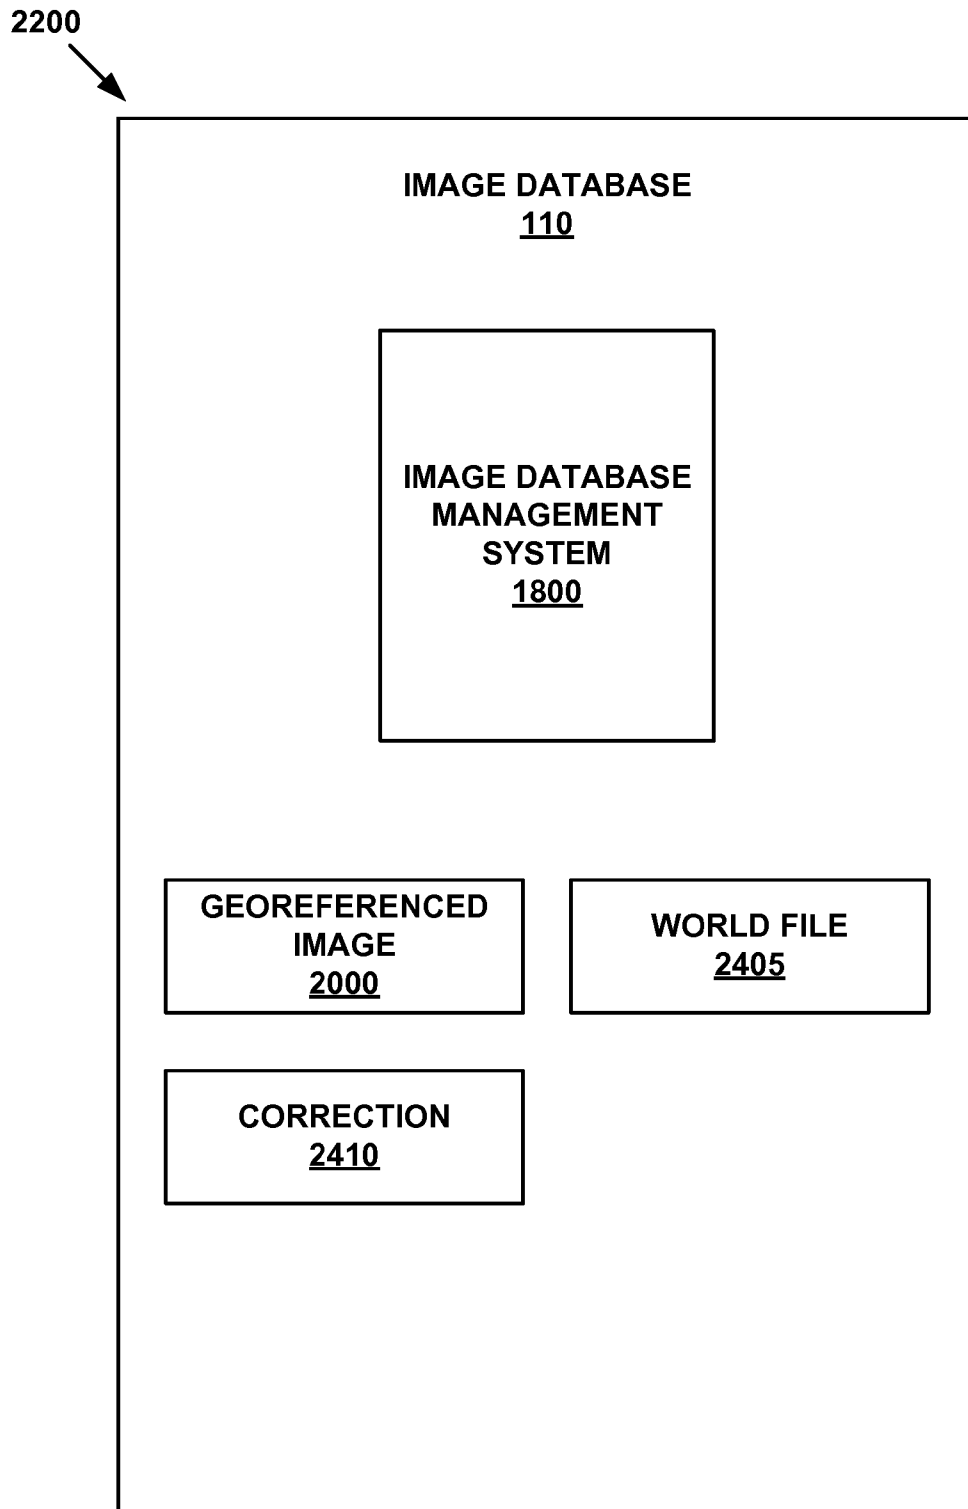 2200
IMAGE DATABASE
110
IMAGE DATABASE
MANAGEMENT
SYSTEM
1800
GEOREFERENCED
IMAGE
2000
WORLD FILE
2405
CORRECTION
2410